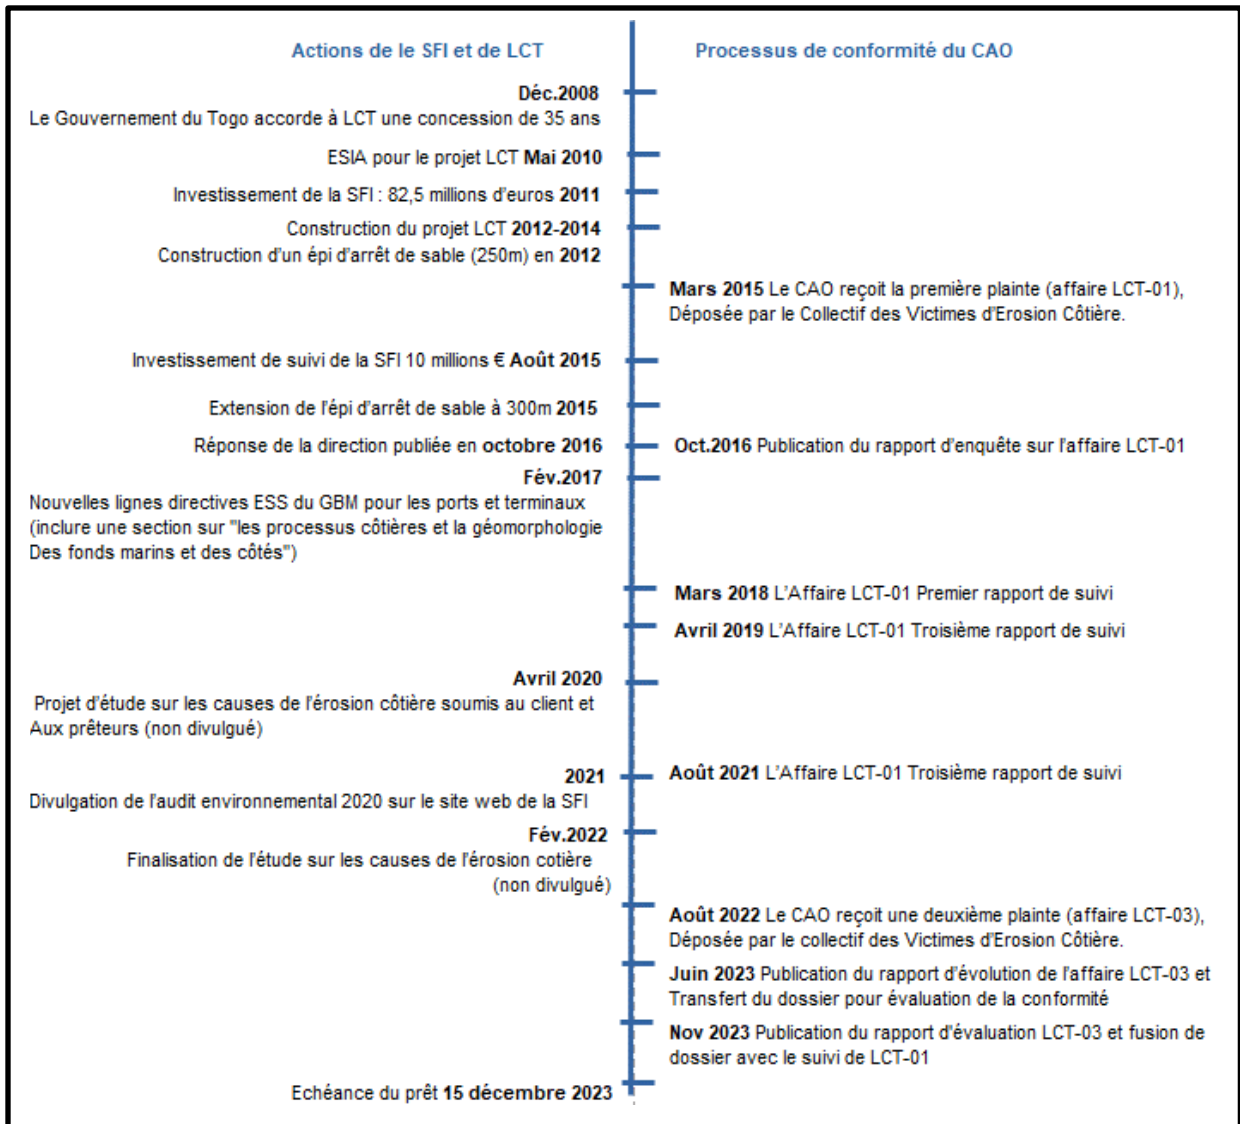 Actions de le SFI et de LCT
Processus de conformité du CAO
Déc.2008
Le Gouvernement du Togo accorde à LCT une concession de 35 ans
ESIA pour le projet LCT Mai 2010
Investissement de la SFI : 82,5 millions d'euros 2011
Construction du projet LCT 2012-2014
Construction d'un épi d'arrêt de sable (250m) en 2012
Mars 2015 Le CAO reçoit la première plainte (affaire LCT-01),
Déposée par le Collectif des Victimes d'Erosion Côtière.
Investissement de suivi de la SFI 10 millions € Août 2015
Extension de l'épi d'arrêt de sable à 300m 2015
Réponse de la direction publiée en octobre 2016
Oct.2016 Publication du rapport d'enquête sur l'affaire LCT-01
Fév.2017
Nouvelles lignes directives ESS du GBM pour les ports et terminaux
(inclure une section sur "les processus côtières et la géomorphologie
Des fonds marins et des côtés")
Mars 2018 L'Affaire LCT-01 Premier rapport de suivi
Avril 2019 L'Affaire LCT-01 Troisième rapport de suivi
Avril 2020
Projet d'étude sur les causes de l'érosion côtière soumis au client et
Aux prêteurs (non divulgué)
2021
Divulgation de l'audit environnemental 2020 sur le site web de la SFI
Août 2021 L'Affaire LCT-01 Troisième rapport de suivi
Fév.2022
Finalisation de l'étude sur les causes de l'érosion cotière
(non divulgué)
Août 2022 Le CAO reçoit une deuxième plainte (affaire LCT-03),
Déposée par le collectif des Victimes d'Erosion Côtière.
Juin 2023 Publication du rapport d'évolution de l'affaire LCT-03 et
Transfert du dossier pour évaluation de la conformité
Nov 2023 Publication du rapport d'évaluation LCT-03 et fusion de
dossier avec le suivi de LCT-01
Echéance du prêt 15 décembre 2023